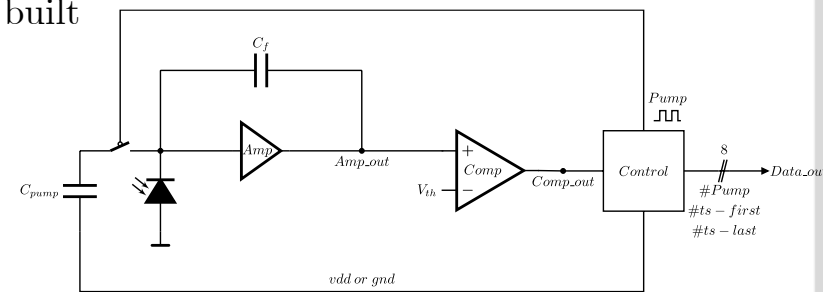 built
C_f
Pump
Amp
Amp_out
+
Comp
V_th
−
Comp_out
Control
8
Data_ou
C_pump
#Pump
#ts − first
#ts − last
vdd or gnd